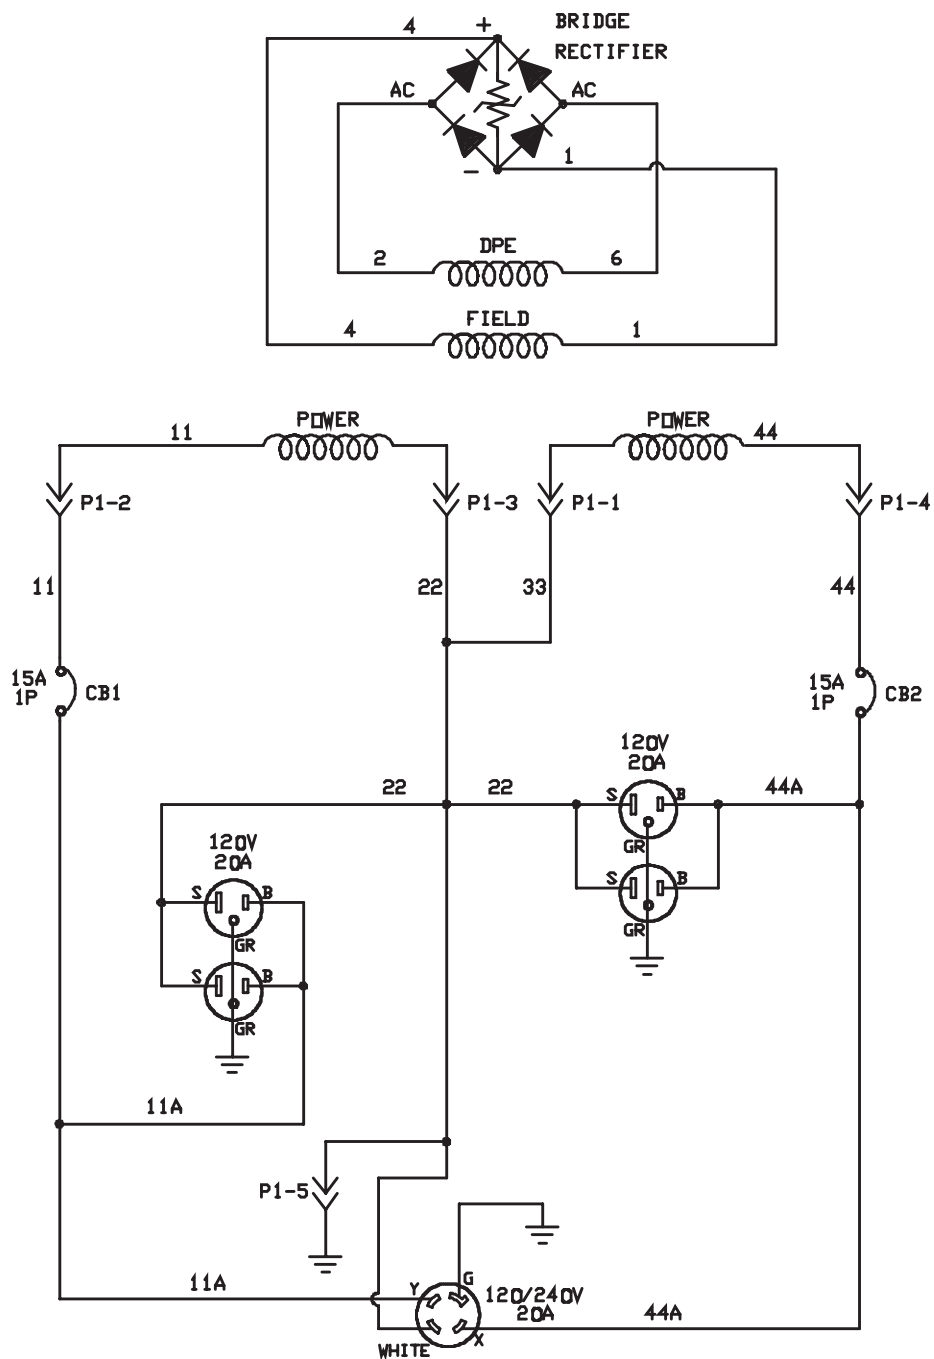 BRIDGE
RECTIFIER
4
+
AC
AC
-
1
DPE
2
6
FIELD
4
1
POWER
POWER
11
44
P1-2
P1-3
P1-1
P1-4
11
22
33
44
15A
1P
CB1
15A
1P
CB2
120V
20A
22
22
44A
S
B
GR
S
B
GR
120V
20A
S
B
GR
S
B
GR
11A
P1-5
11A
Y
G
120/240V
20A
44A
X
WHITE